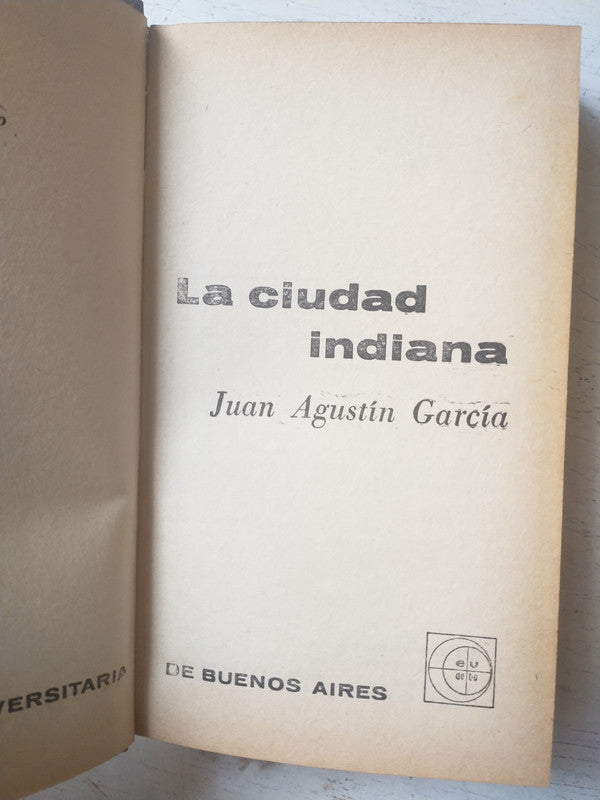 La ciudad
indiana
Juan Agustín García
VERSITARIA DE BUENOS AIRES